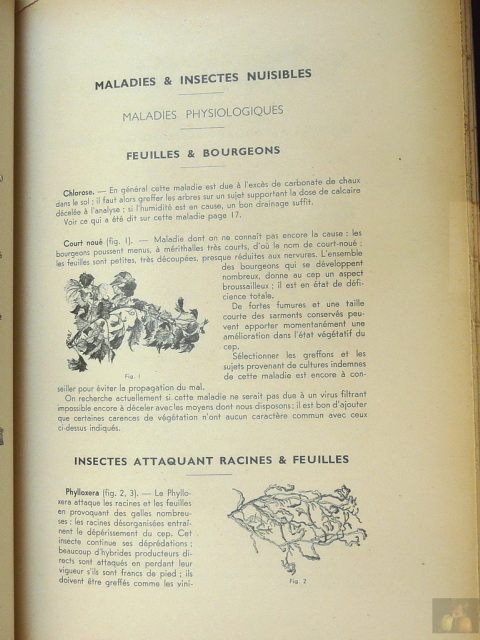 MALADIES & INSECTES NUISIBLES
MALADIES PHYSIOLOGIQUES
FEUILLES & BOURGEONS
Chlorose. — En général cette maladie est due à l'excès de carbonate de chaux
dans le sol ; il faut alors greffer les arbres sur un sujet supportant la dose de calcaire
décelée à l'analyse ; si l'humidité est en cause, un bon drainage suffit.
Voir ce qui a été dit sur cette maladie page 17.
Court noué (fig. 1). — Maladie dont on ne connaît pas encore la cause : les
bourgeons poussent menus, à mérithalles très courts, d'où le nom de court-noué ;
les feuilles sont petites, très découpées, presque réduites aux nervures. L'ensemble
des bourgeons qui se développent
nombreux, donne au cep un aspect
broussailleux ; il est en état de défi-
cience totale.
De fortes fumures et une taille
courte des sarments conservés peu-
vent apporter momentanément une
amélioration dans l'état végétatif du
cep.
Sélectionner les greffons et les
sujets provenant de cultures indemnes
de cette maladie est encore à con-
Fig. 1
seiller pour éviter la propagation du mal.
On recherche actuellement si cette maladie ne serait pas due à un virus filtrant
impossible encore à déceler avec les moyens dont nous disposons ; il est bon d'ajouter
que certaines carences de végétation n'ont aucun caractère commun avec ceux
ci-dessus indiqués.
INSECTES ATTAQUANT RACINES & FEUILLES
Phylloxera (fig. 2, 3). — Le Phyllo-
xera attaque les racines et les feuilles
en provoquant des galles nombreu-
ses : les racines désorganisées entraî-
nent le dépérissement du cep. Cet
insecte continue ses déprédations ;
beaucoup d'hybrides producteurs di-
rects sont attaqués en perdant leur
vigueur s'ils sont francs de pied ; ils
doivent être greffés comme les vini-
Fig. 2